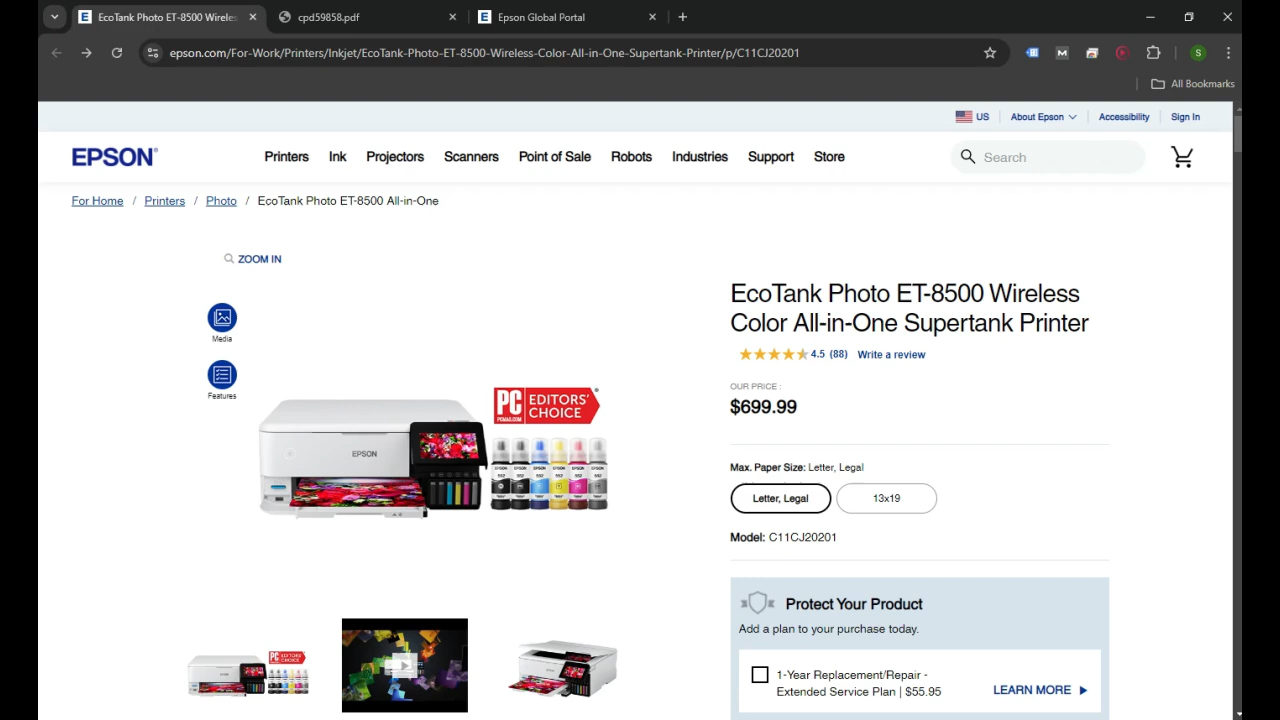 EcoTank Photo ET-8500 Wireles
cpd59858.pdf
Epson Global Portal
epson.com/For-Work/Printers/Inkjet/EcoTank-Photo-ET-8500-Wireless-Color-All-in-One-Supertank-Printer/p/C11CJ20201
All Bookmarks
US
About Epson
Accessibility
Sign In
EPSON
Printers
Ink
Projectors
Scanners
Point of Sale
Robots
Industries
Support
Store
Search
For Home / Printers / Photo / EcoTank Photo ET-8500 All-in-One
ZOOM IN
Media
Features
PC
PCMAG.COM
EDITORS'
CHOICE
EPSON
EcoTank Photo ET-8500 Wireless
Color All-in-One Supertank Printer
4.5 (88) Write a review
OUR PRICE :
$699.99
Max. Paper Size: Letter, Legal
Letter, Legal
13x19
Model: C11CJ20201
Protect Your Product
Add a plan to your purchase today.
1-Year Replacement/Repair -
Extended Service Plan | $55.95
LEARN MORE